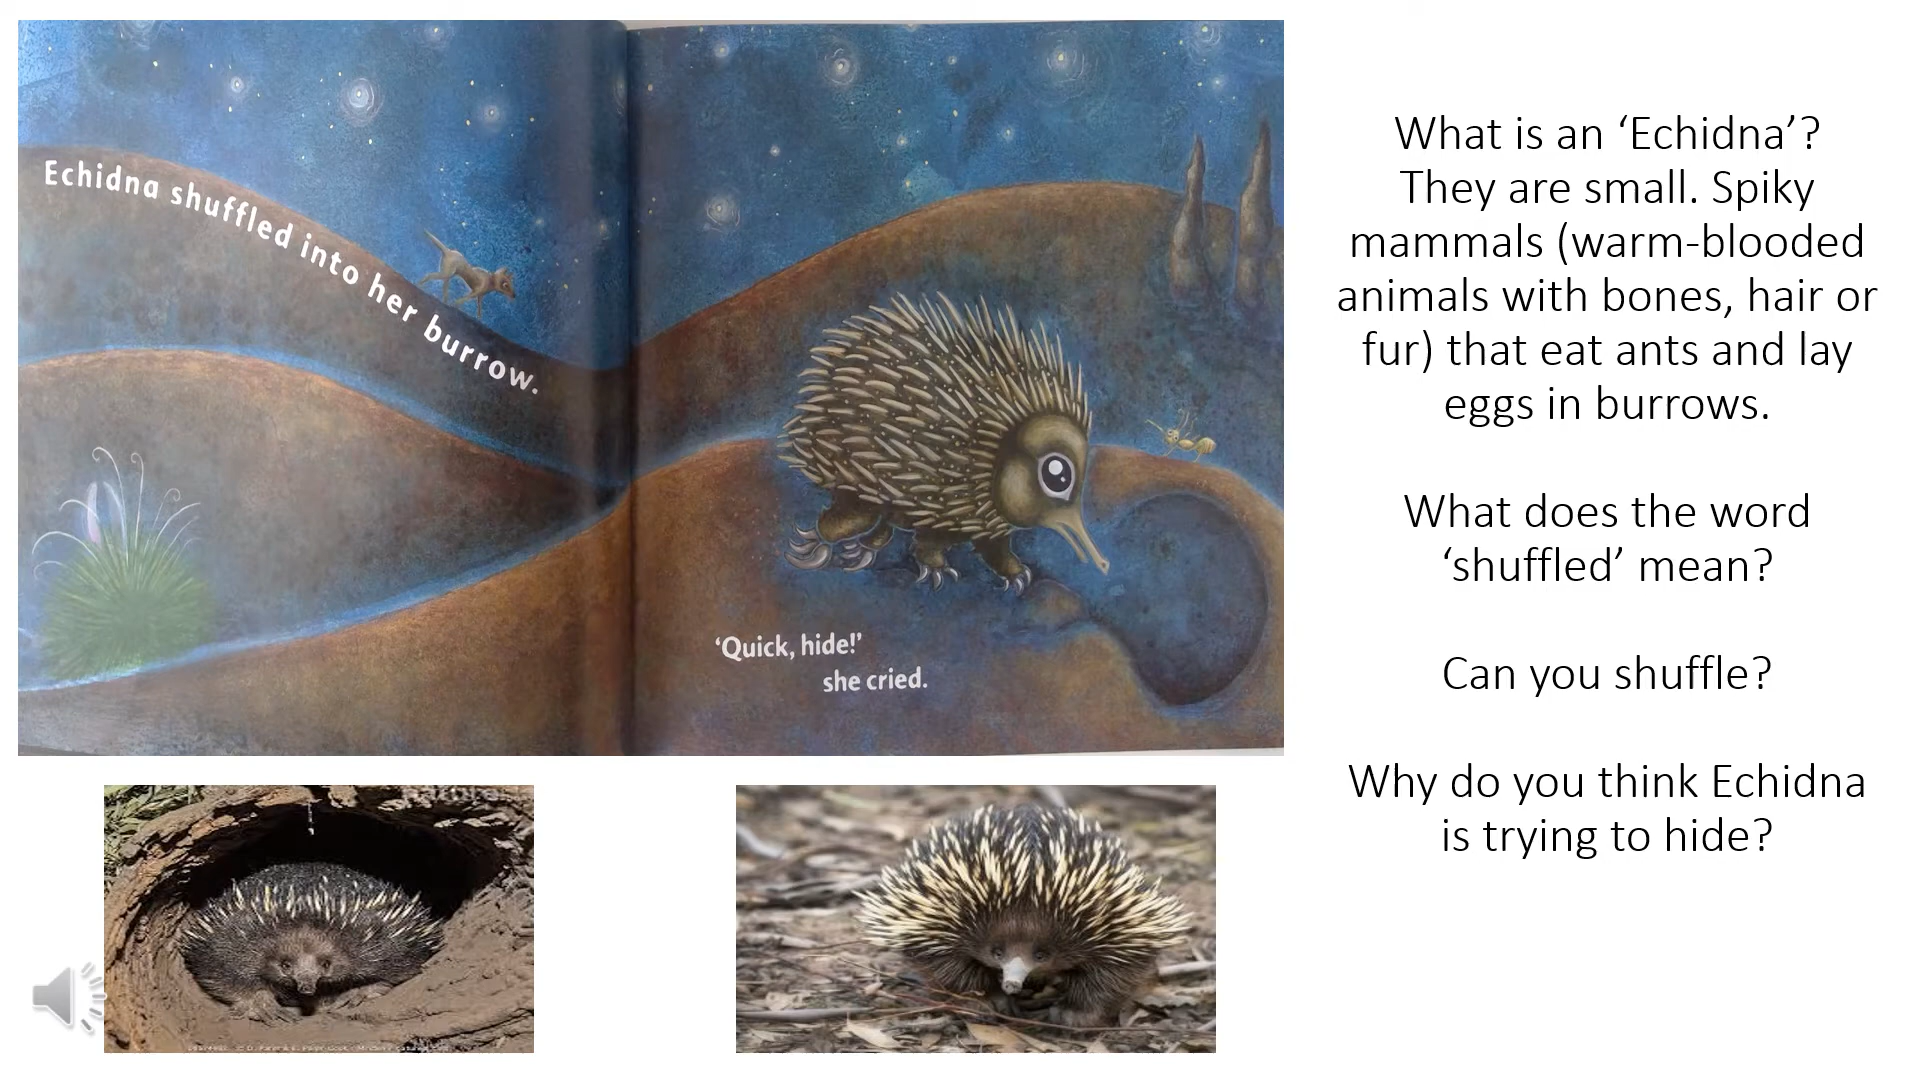 Echidna shuffled into her burrow.
‘Quick, hide!’
she cried.
What is an ‘Echidna’?
They are small. Spiky
mammals (warm-blooded
animals with bones, hair or
fur) that eat ants and lay
eggs in burrows.
What does the word
‘shuffled’ mean?
Can you shuffle?
Why do you think Echidna
is trying to hide?